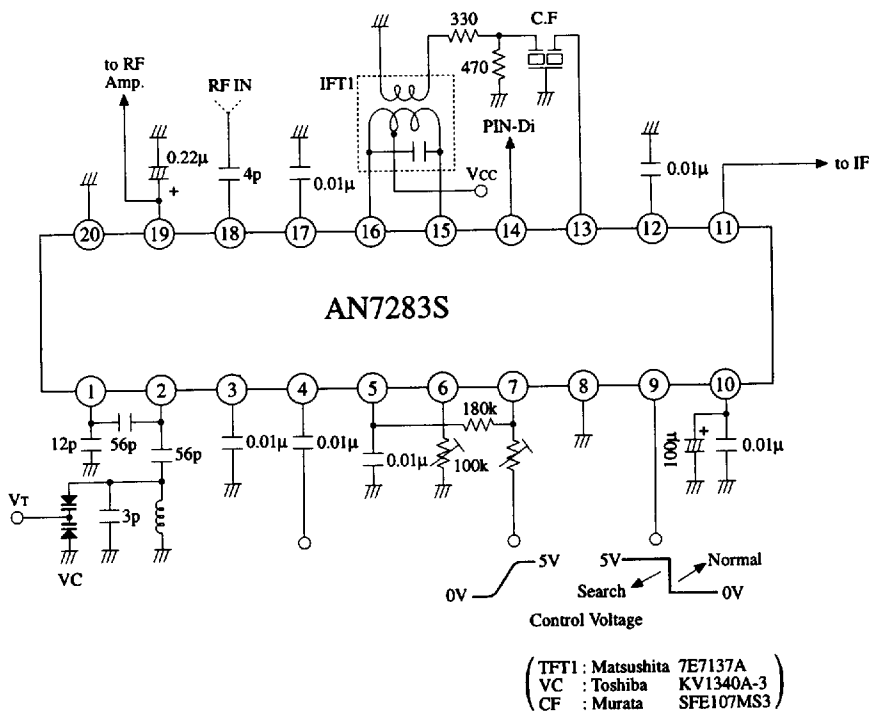 330
C.F
to RF
Amp.
RF IN
IFT1
470
PIN-Di
0.22μ
+
4p
0.01μ
VCC
0.01μ
to IF
20
19
18
17
16
15
14
13
12
11
AN7283S
1
2
3
4
5
6
7
8
9
10
180k
12p
56p
56p
0.01μ
0.01μ
0.01μ
100k
100μ
+
0.01μ
VT
3p
VC
0V
5V
5V
Normal
Search
0V
Control Voltage
TFT1 : Matsushita 7E7137A
VC : Toshiba KV1340A-3
CF : Murata SFE107MS3